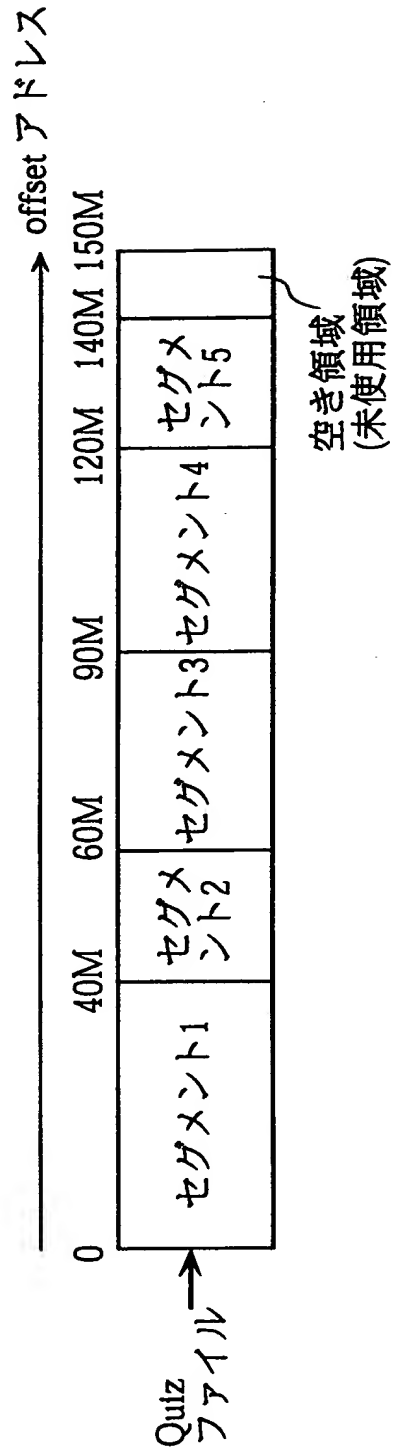 offset アドレス
0
40M
60M
90M
120M
140M
150M
Quiz
ファイル
セグメント1
セグメ
ント2
セグメント3
セグメント4
セグメ
ント5
空き領域
(未使用領域)